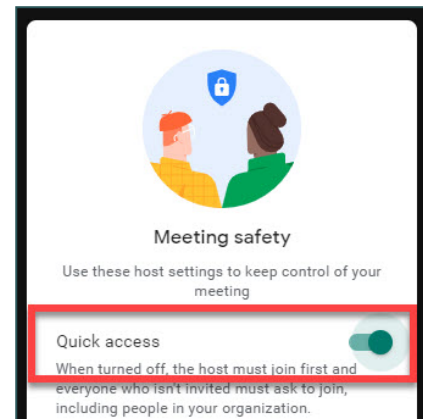 Meeting safety
Use these host settings to keep control of your
meeting
Quick access
When turned off, the host must join first and
everyone who isn't invited must ask to join,
including people in your organization.